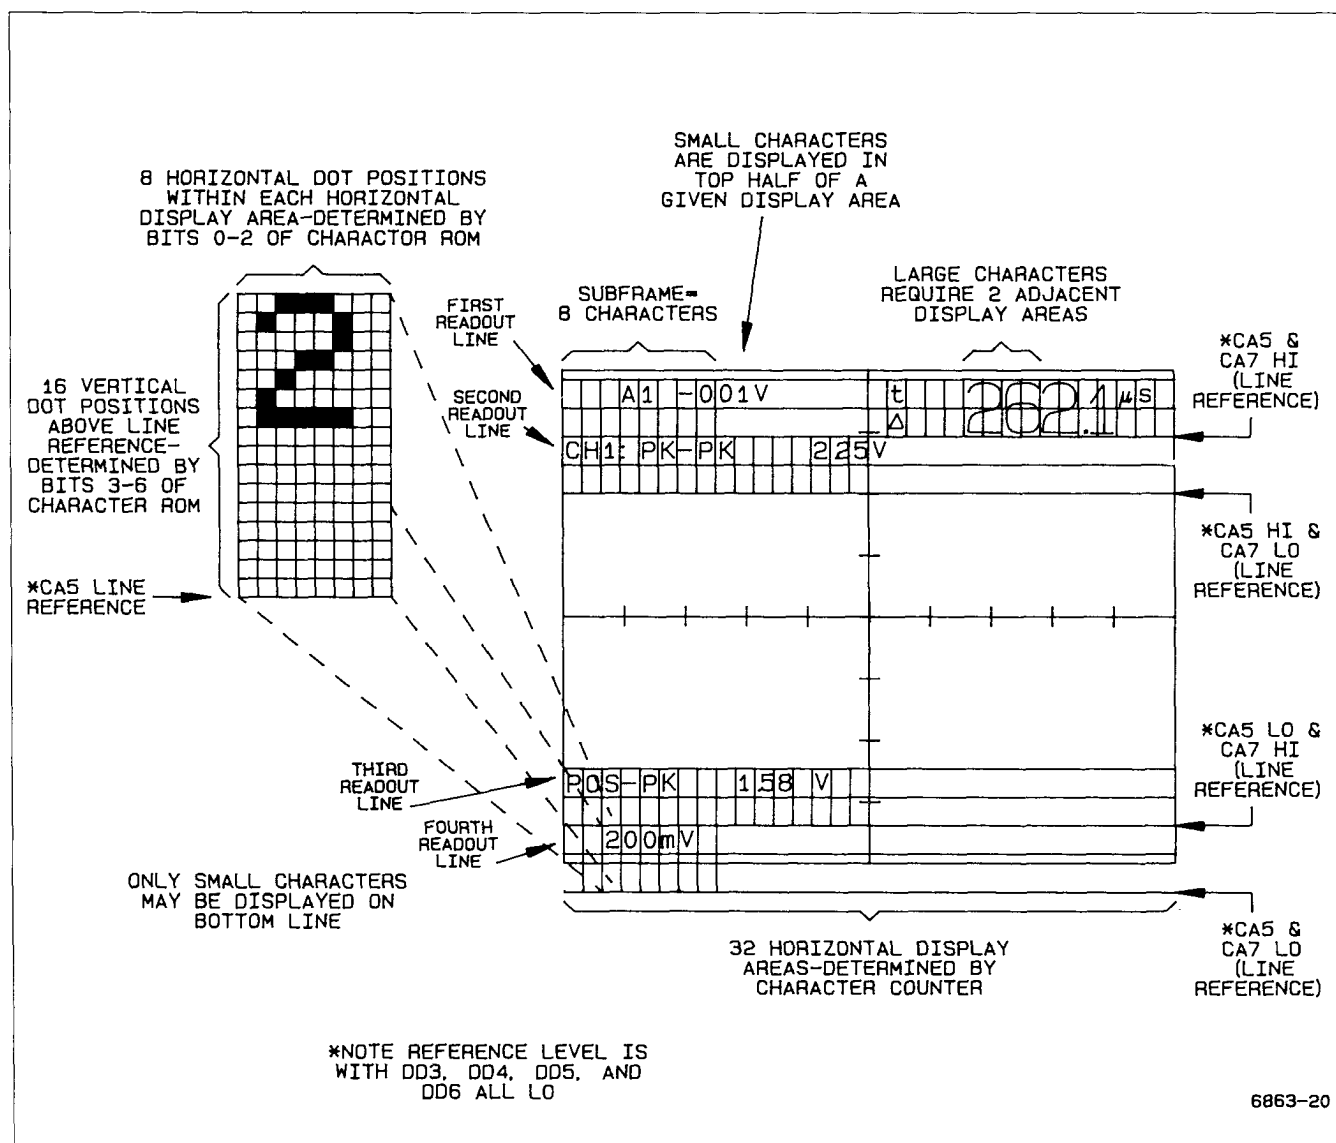 SMALL CHARACTERS
ARE DISPLAYED IN
TOP HALF OF A
GIVEN DISPLAY AREA
8 HORIZONTAL DOT POSITIONS
WITHIN EACH HORIZONTAL
DISPLAY AREA-DETERMINED BY
BITS 0-2 OF CHARACTOR ROM
SUBFRAME=
8 CHARACTERS
LARGE CHARACTERS
REQUIRE 2 ADJACENT
DISPLAY AREAS
FIRST
READOUT
LINE
*CA5 &
CA7 HI
(LINE
REFERENCE)
16 VERTICAL
DOT POSITIONS
ABOVE LINE
REFERENCE-
DETERMINED BY
BITS 3-6 OF
CHARACTER ROM
SECOND
READOUT
LINE
A1 -001V
t
Δ
262.1 μs
CH1: PK-PK 2.25V
*CA5 HI &
CA7 LO
(LINE
REFERENCE)
*CA5 LINE
REFERENCE
*CA5 LO &
CA7 HI
(LINE
REFERENCE)
THIRD
READOUT
LINE
POS-PK 1.58 V
FOURTH
READOUT
LINE
200mV
ONLY SMALL CHARACTERS
MAY BE DISPLAYED ON
BOTTOM LINE
32 HORIZONTAL DISPLAY
AREAS-DETERMINED BY
CHARACTER COUNTER
*CA5 &
CA7 LO
(LINE
REFERENCE)
*NOTE REFERENCE LEVEL IS
WITH DD3, DD4, DD5, AND
DD6 ALL LO
6863-20